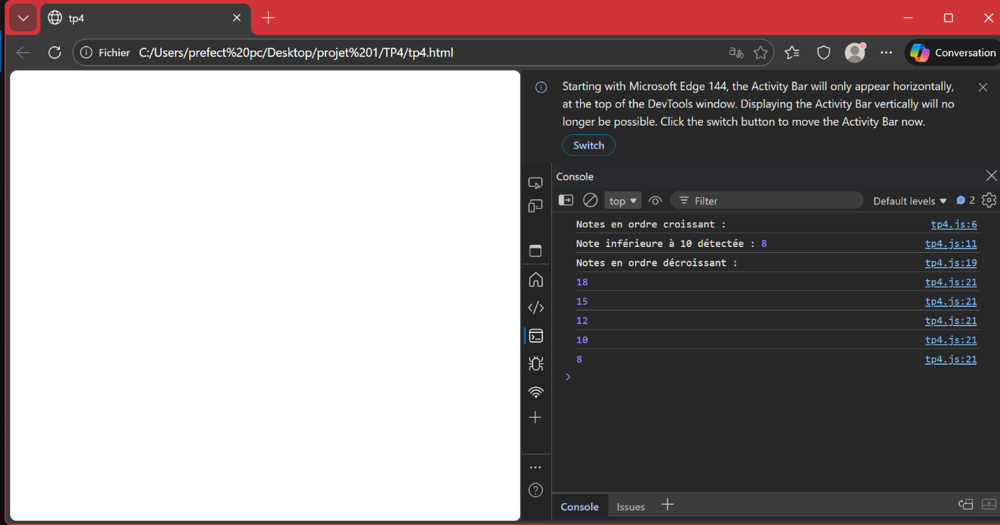 tp4
Fichier C:/Users/prefect%20pc/Desktop/projet%201/TP4/tp4.html
Conversation
Starting with Microsoft Edge 144, the Activity Bar will only appear horizontally,
at the top of the DevTools window. Displaying the Activity Bar vertically will no
longer be possible. Click the switch button to move the Activity Bar now.
Switch
Console
top Filter Default levels 2
Notes en ordre croissant : tp4.js:6
Note inférieure à 10 détectée : 8 tp4.js:11
Notes en ordre décroissant : tp4.js:19
18 tp4.js:21
15 tp4.js:21
12 tp4.js:21
10 tp4.js:21
8 tp4.js:21
Console Issues